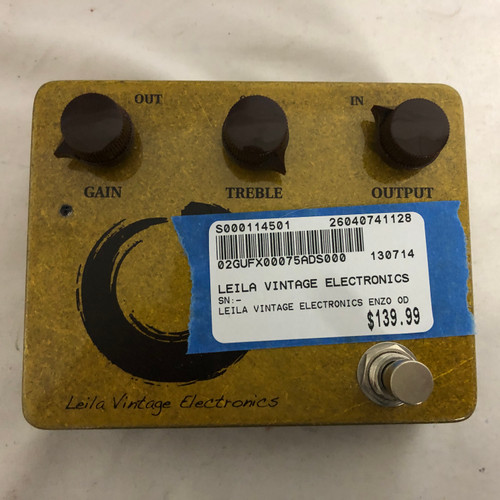 OUT
IN
GAIN
TREBLE
OUTPUT
S000114501 26040741128
02GUFX00075ADS000 130714
LEILA VINTAGE ELECTRONICS
SN:-
LEILA VINTAGE ELECTRONICS ENZO OD
$139.99
Leila Vintage Electronics